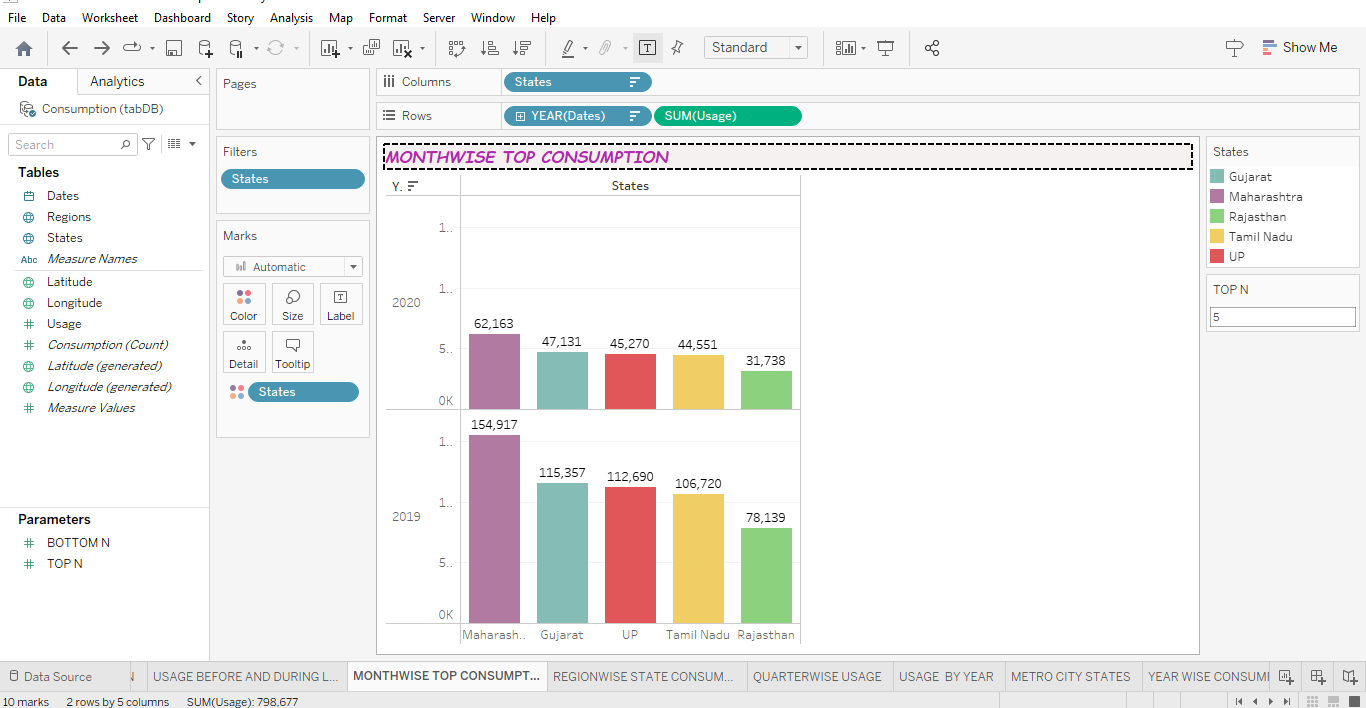 File Data Worksheet Dashboard Story Analysis Map Format Server Window Help
Standard Show Me
Data Analytics
Consumption (tabDB)
Search
Tables
Dates
Regions
States
Abc Measure Names
Latitude
Longitude
Usage
Consumption (Count)
Latitude (generated)
Longitude (generated)
Measure Values
Parameters
BOTTOM N
TOP N
Pages
Filters
States
Marks
Automatic
Color Size Label
Detail Tooltip
States
Columns States
Rows YEAR(Dates) SUM(Usage)
MONTHWISE TOP CONSUMPTION
Y. States
1..
1..
2020
5..
0K
62,163 47,131 45,270 44,551 31,738
1..
1..
2019
5..
0K
154,917 115,357 112,690 106,720 78,139
Maharash.. Gujarat UP Tamil Nadu Rajasthan
States
Gujarat
Maharashtra
Rajasthan
Tamil Nadu
UP
TOP N
5
Data Source USAGE BEFORE AND DURING L... MONTHWISE TOP CONSUMPT... REGIONWISE STATE CONSUM... QUARTERWISE USAGE USAGE BY YEAR METRO CITY STATES YEAR WISE CONSUMI
10 marks 2 rows by 5 columns SUM(Usage): 798,677